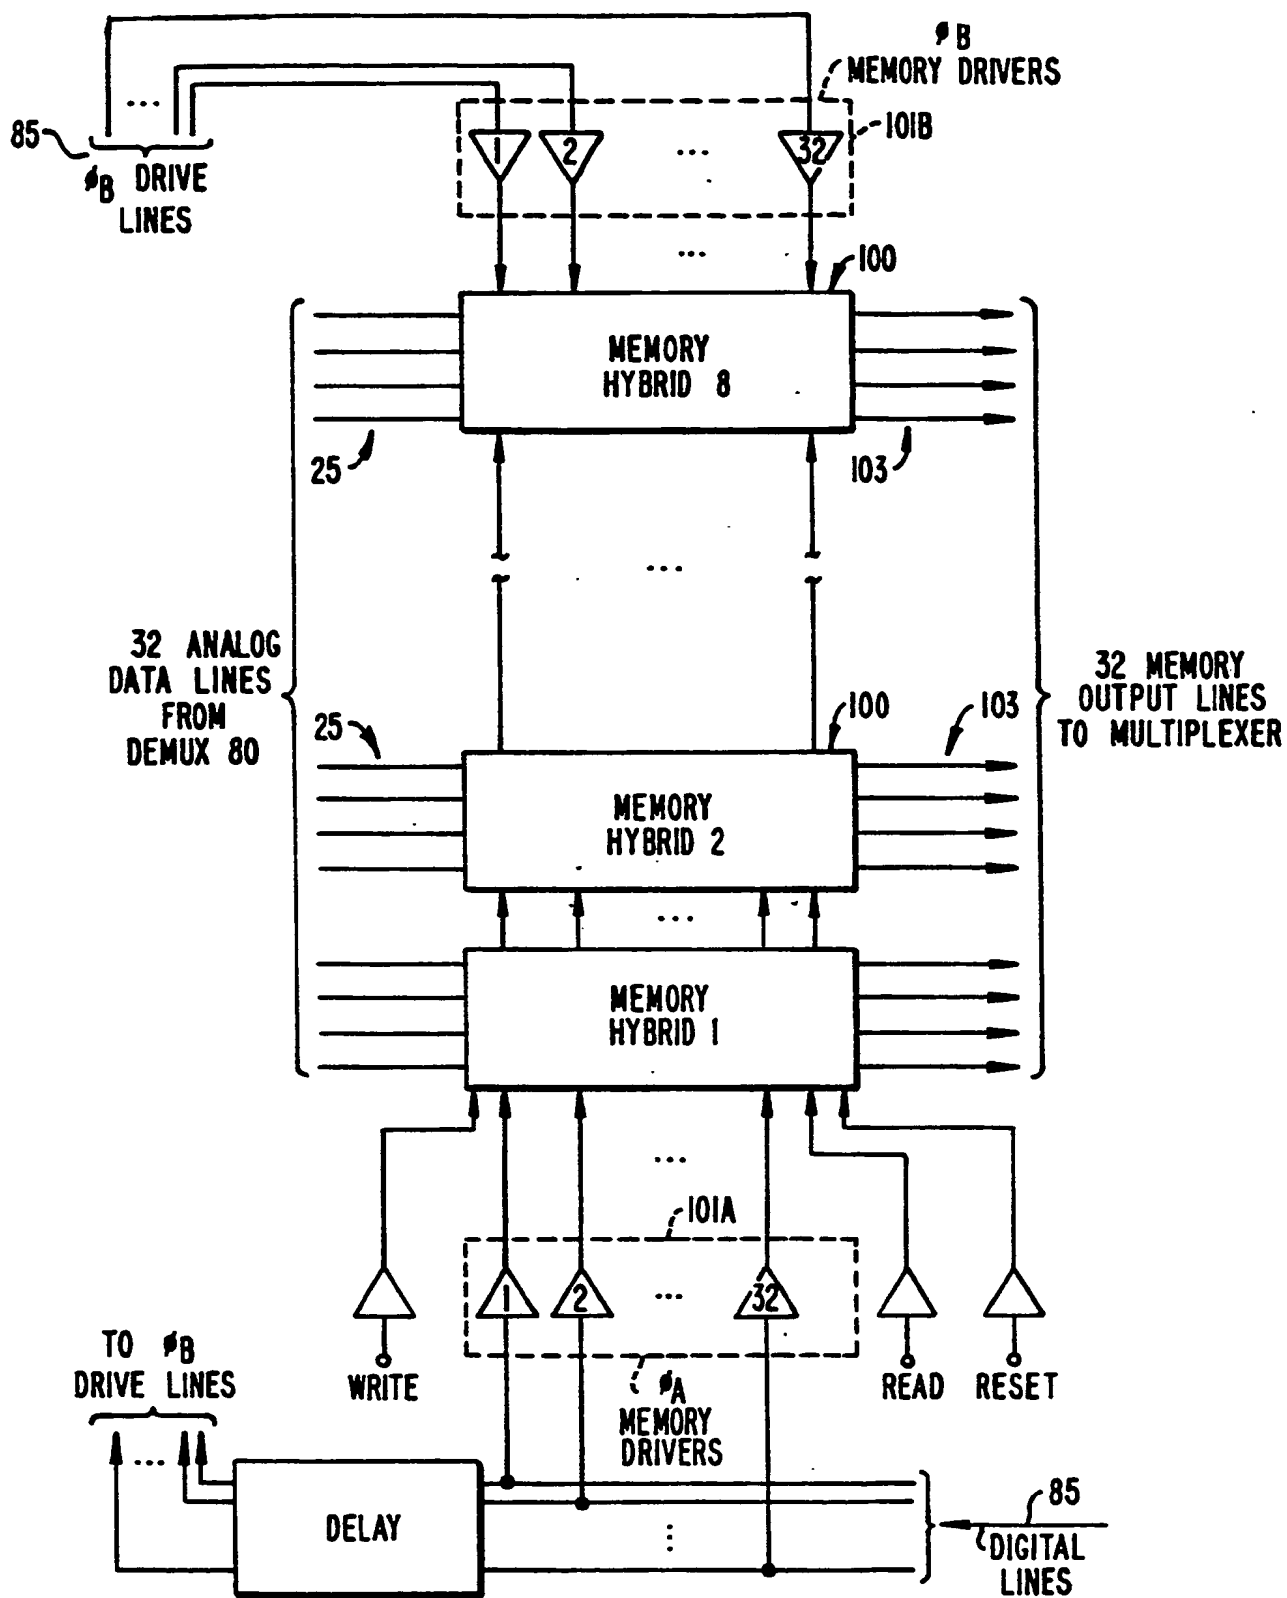 φB
MEMORY DRIVERS
...
85
φB DRIVE
LINES
101B
1
2
...
32
...
100
MEMORY
HYBRID 8
25
103
...
32 ANALOG
DATA LINES
FROM
DEMUX 80
32 MEMORY
OUTPUT LINES
TO MULTIPLEXER
25
100
103
MEMORY
HYBRID 2
...
MEMORY
HYBRID 1
...
101A
1
2
...
32
TO φB
DRIVE LINES
WRITE
φA
MEMORY
DRIVERS
READ
RESET
...
DELAY
...
85
DIGITAL
LINES